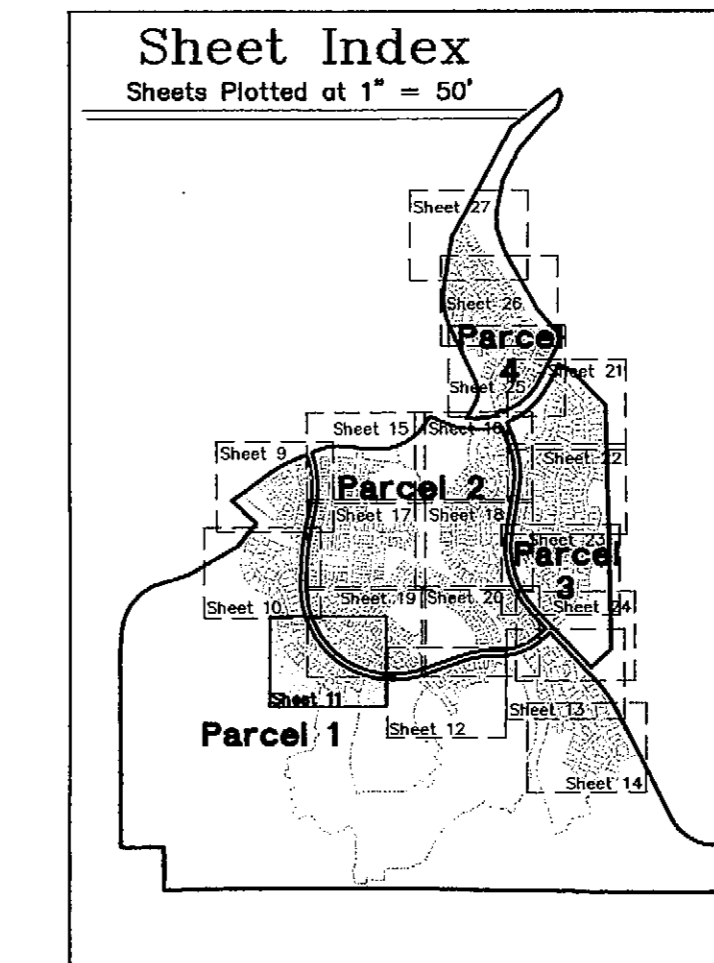 Sheet Index
Sheets Plotted at 1" = 50'
Sheet 27
Sheet 26
Parcel
4
Sheet 21
Sheet 25
Sheet 15
Sheet 16
Sheet 9
Sheet 22
Parcel 2
Sheet 17
Sheet 18
Sheet 23
Parcel
3
Sheet 10
Sheet 19
Sheet 20
Sheet 24
Sheet 11
Sheet 13
Parcel 1
Sheet 12
Sheet 14